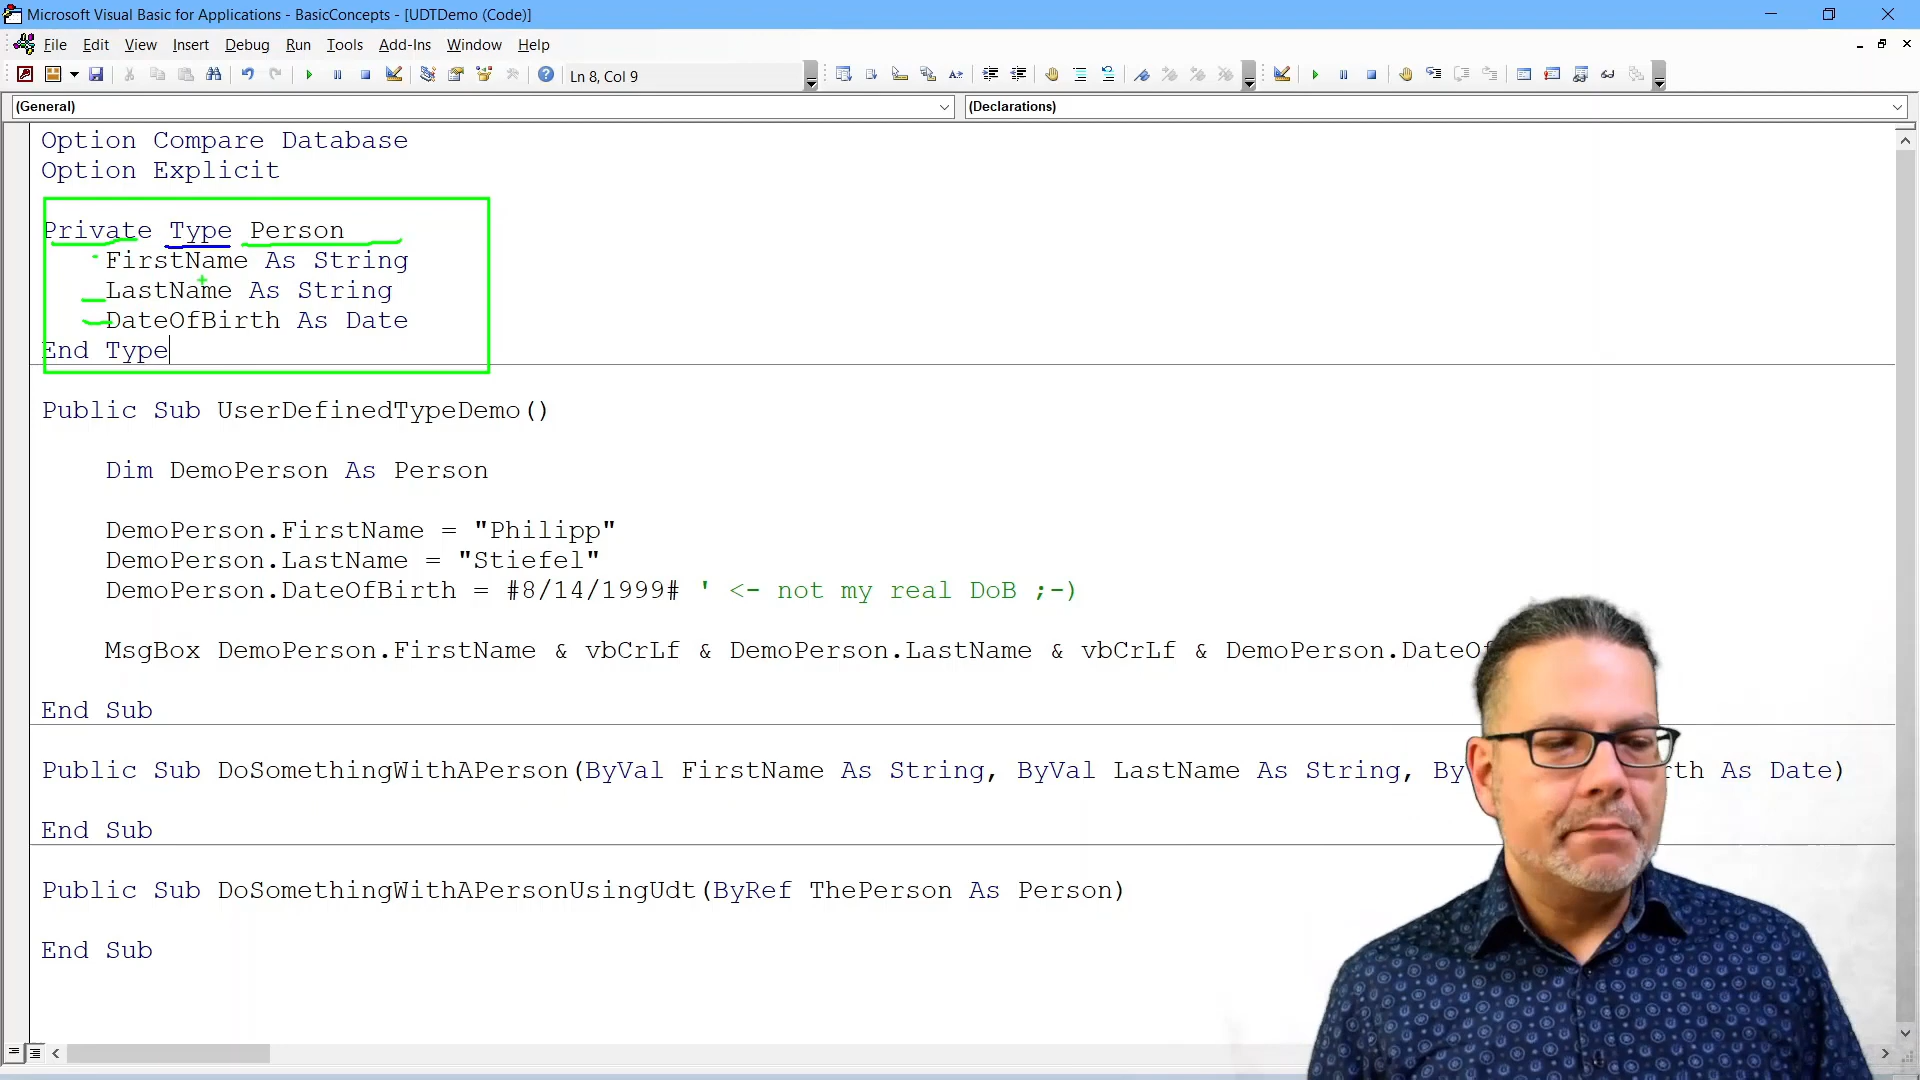 Microsoft Visual Basic for Applications - BasicConcepts - [UDTDemo (Code)]
File Edit View Insert Debug Run Tools Add-Ins Window Help
Ln 8, Col 9
(General) (Declarations)
Option Compare Database
Option Explicit
Private Type Person
FirstName As String
LastName As String
DateOfBirth As Date
End Type
Public Sub UserDefinedTypeDemo()
Dim DemoPerson As Person
DemoPerson.FirstName = "Philipp"
DemoPerson.LastName = "Stiefel"
DemoPerson.DateOfBirth = #8/14/1999# ' <- not my real DoB ;-)
MsgBox DemoPerson.FirstName & vbCrLf & DemoPerson.LastName & vbCrLf & DemoPerson.DateOf
End Sub
Public Sub DoSomethingWithAPerson(ByVal FirstName As String, ByVal LastName As String, By rth As Date)
End Sub
Public Sub DoSomethingWithAPersonUsingUdt(ByRef ThePerson As Person)
End Sub